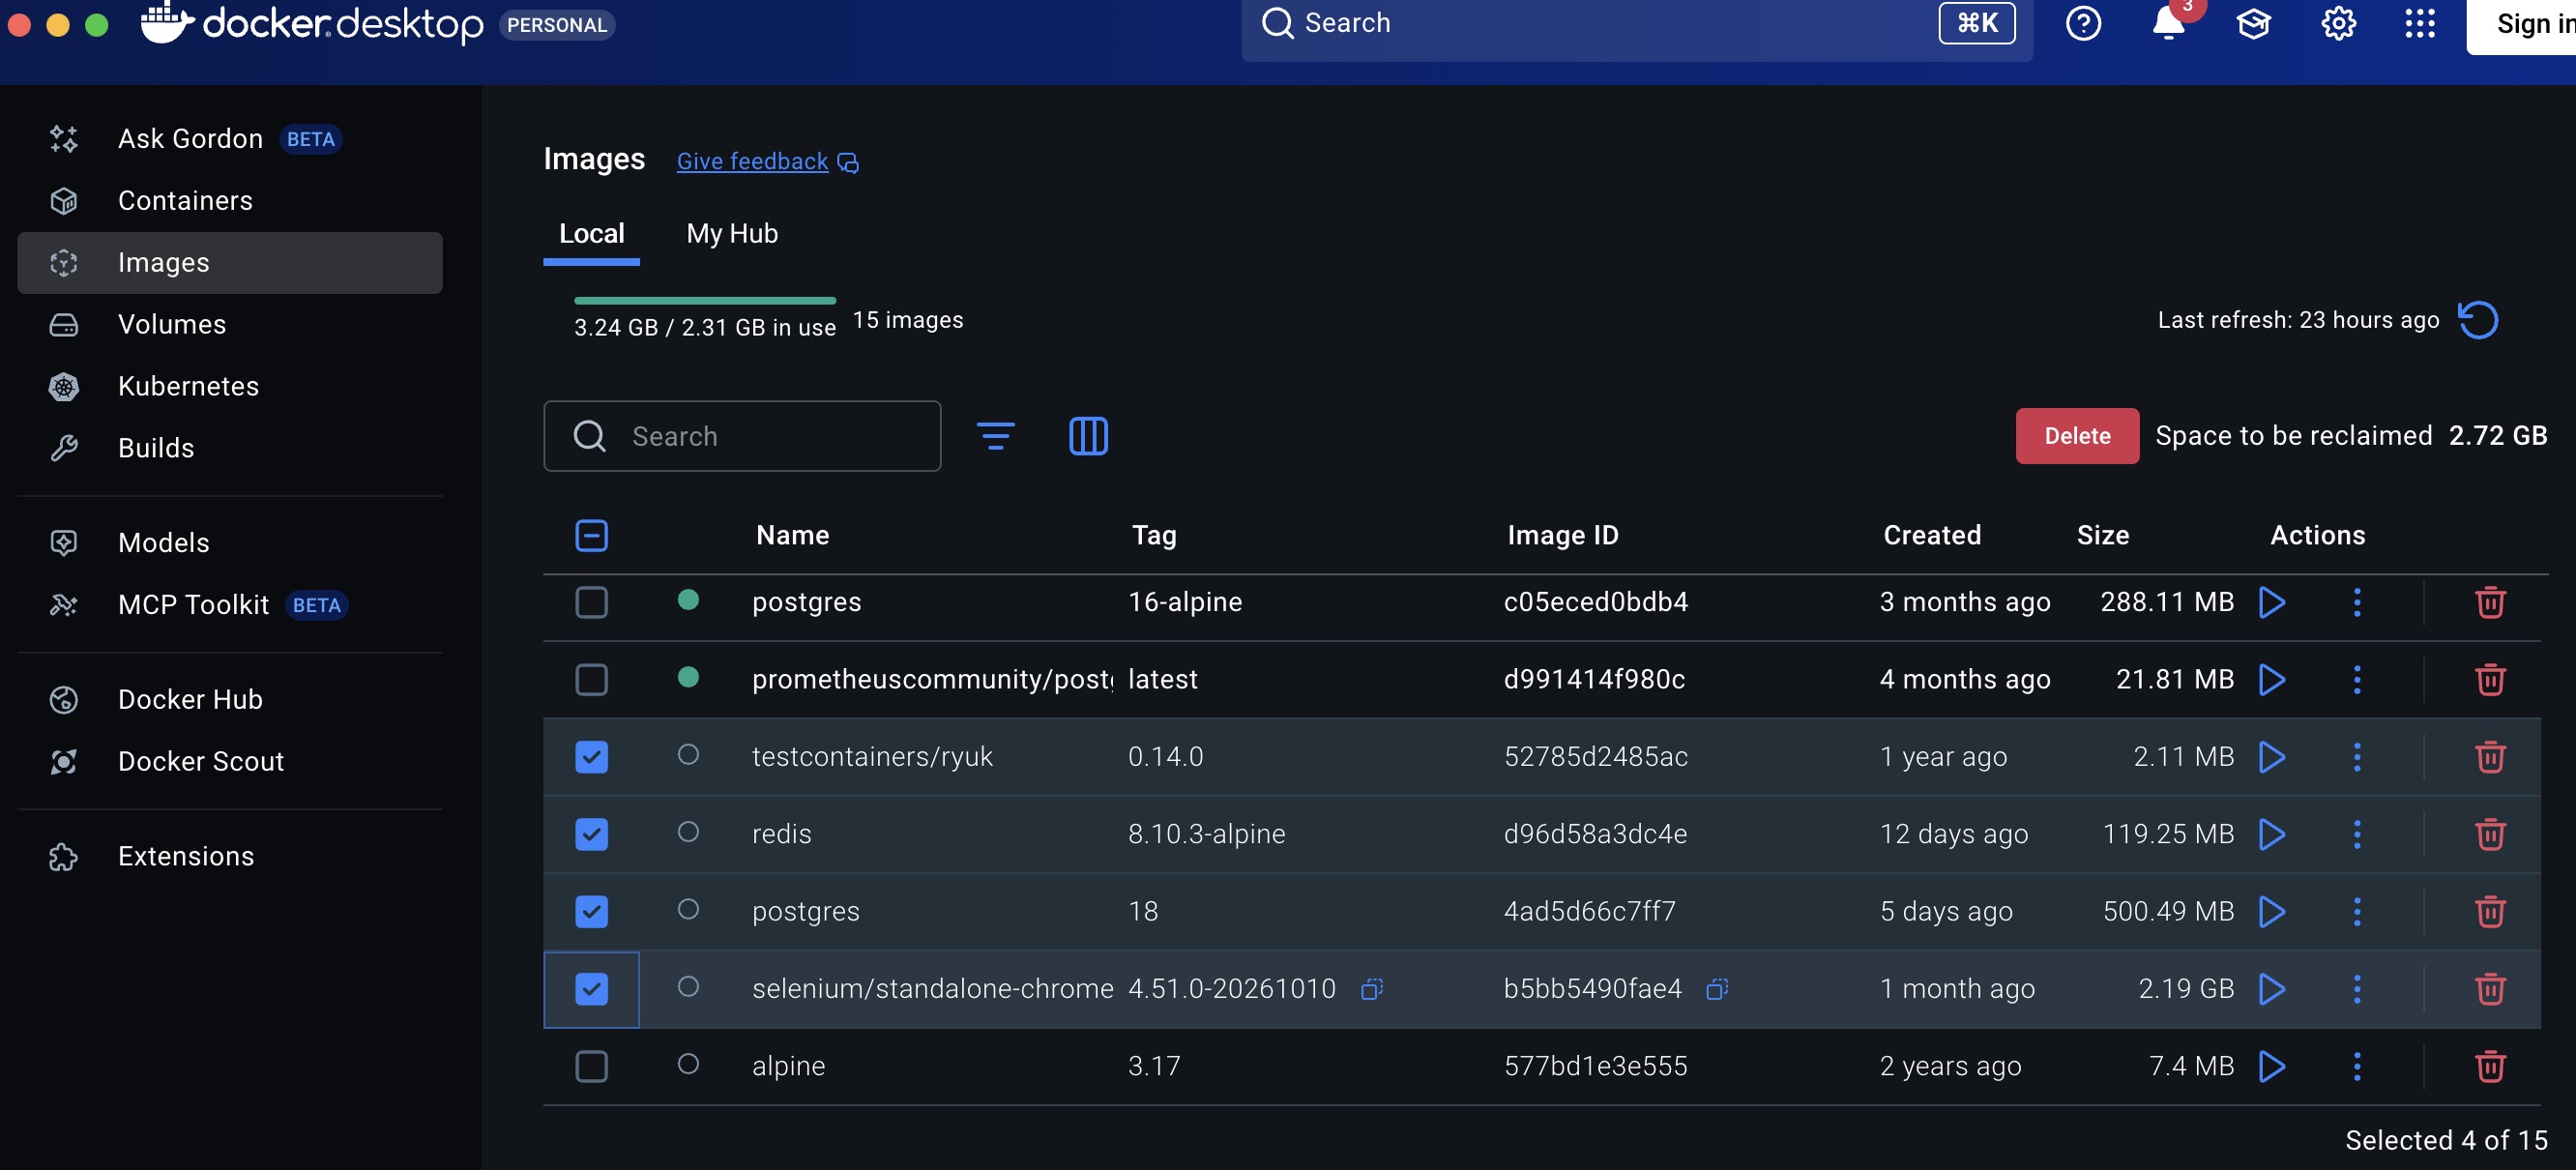 docker.desktop PERSONAL Search ⌘K 3 Sign in
Ask Gordon BETA
Containers
Images
Volumes
Kubernetes
Builds
Models
MCP Toolkit BETA
Docker Hub
Docker Scout
Extensions
Images Give feedback
Local My Hub
3.24 GB / 2.31 GB in use 15 images Last refresh: 23 hours ago
Search Delete Space to be reclaimed 2.72 GB
Name Tag Image ID Created Size Actions
postgres 16-alpine c05eced0bdb4 3 months ago 288.11 MB
prometheuscommunity/postg latest d991414f980c 4 months ago 21.81 MB
testcontainers/ryuk 0.14.0 52785d2485ac 1 year ago 2.11 MB
redis 8.10.3-alpine d96d58a3dc4e 12 days ago 119.25 MB
postgres 18 4ad5d66c7ff7 5 days ago 500.49 MB
selenium/standalone-chrome 4.51.0-20261010 b5bb5490fae4 1 month ago 2.19 GB
alpine 3.17 577bd1e3e555 2 years ago 7.4 MB
Selected 4 of 15